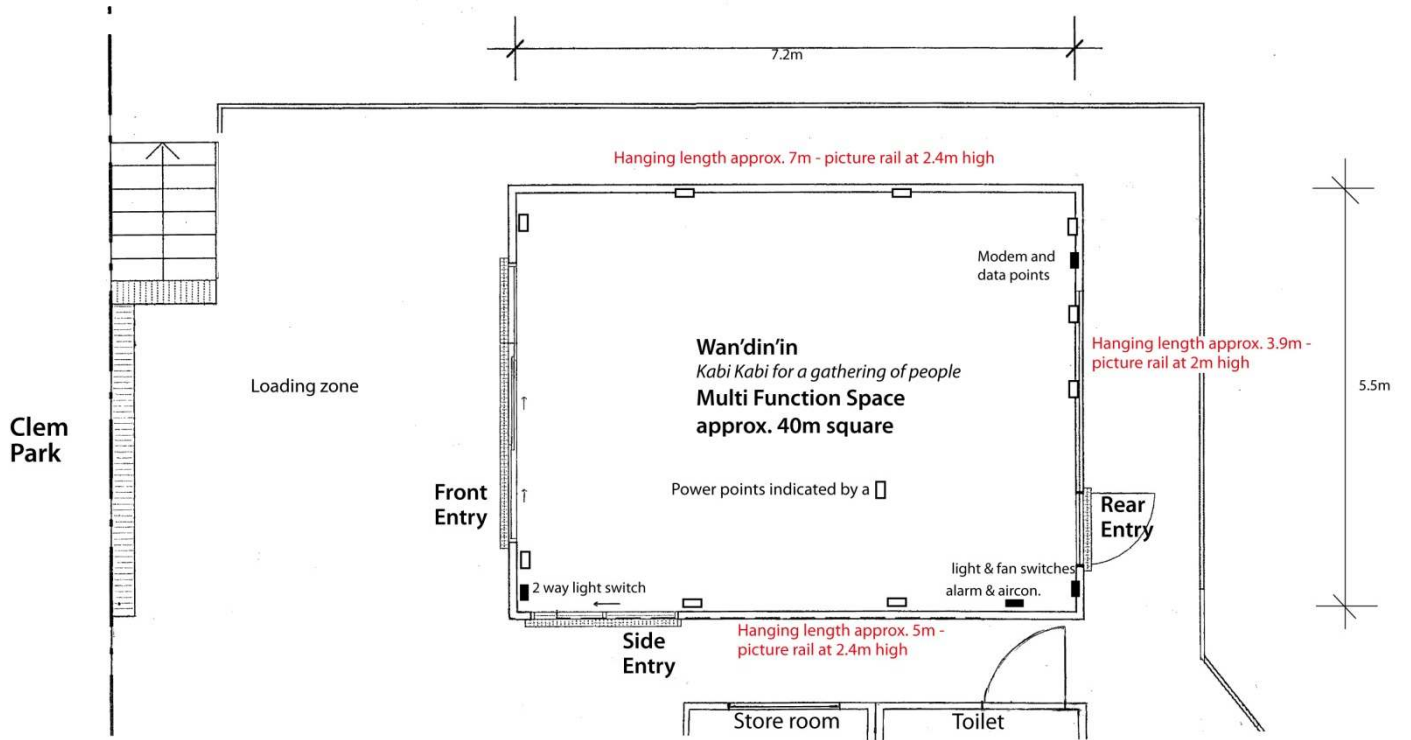 7.2m
Hanging length approx. 7m - picture rail at 2.4m high
Modem and
data points
Wan'din'in
Kabi Kabi for a gathering of people
Multi Function Space
approx. 40m square
Hanging length approx. 3.9m -
picture rail at 2m high
5.5m
Loading zone
Clem
Park
Front
Entry
Power points indicated by a
Rear
Entry
light & fan switches
alarm & aircon.
2 way light switch
Side
Entry
Hanging length approx. 5m -
picture rail at 2.4m high
Store room
Toilet